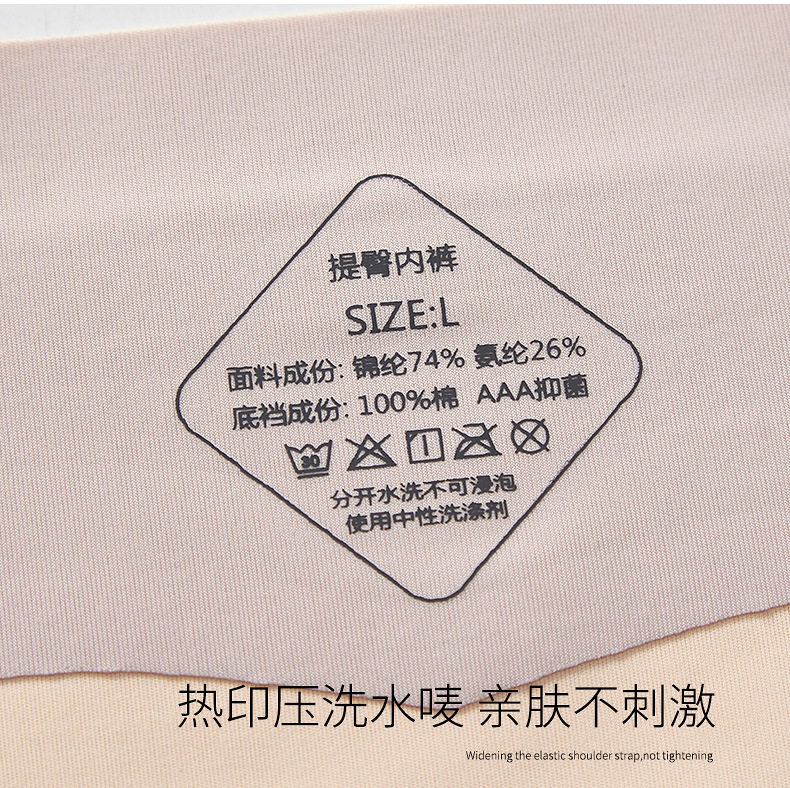 提臀内裤
SIZE:L
面料成份: 锦纶74% 氨纶26%
底裆成份: 100%棉 AAA抑菌
30
分开水洗不可浸泡
使用中性洗涤剂
热印压洗水唛 亲肤不刺激
Widening the elastic shoulder strap,not tightening